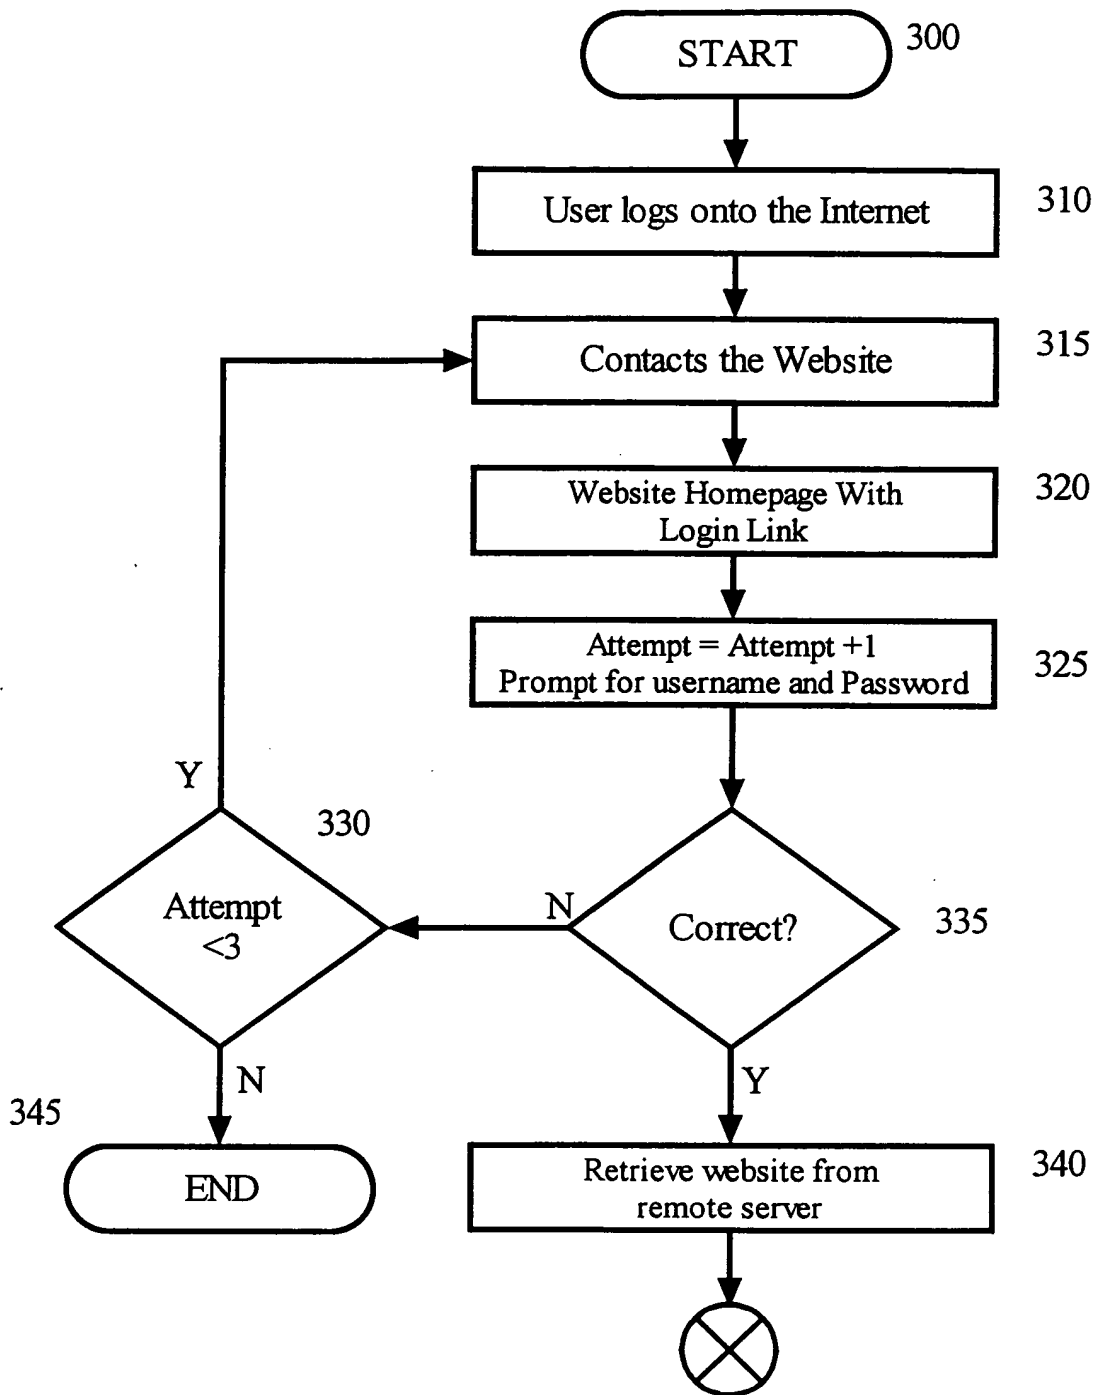 START
300
User logs onto the Internet
310
Contacts the Website
315
Website Homepage With
Login Link
320
Attempt = Attempt +1
Prompt for username and Password
325
Y
330
Attempt
<3
N
Correct?
335
N
Y
345
END
Retrieve website from
remote server
340